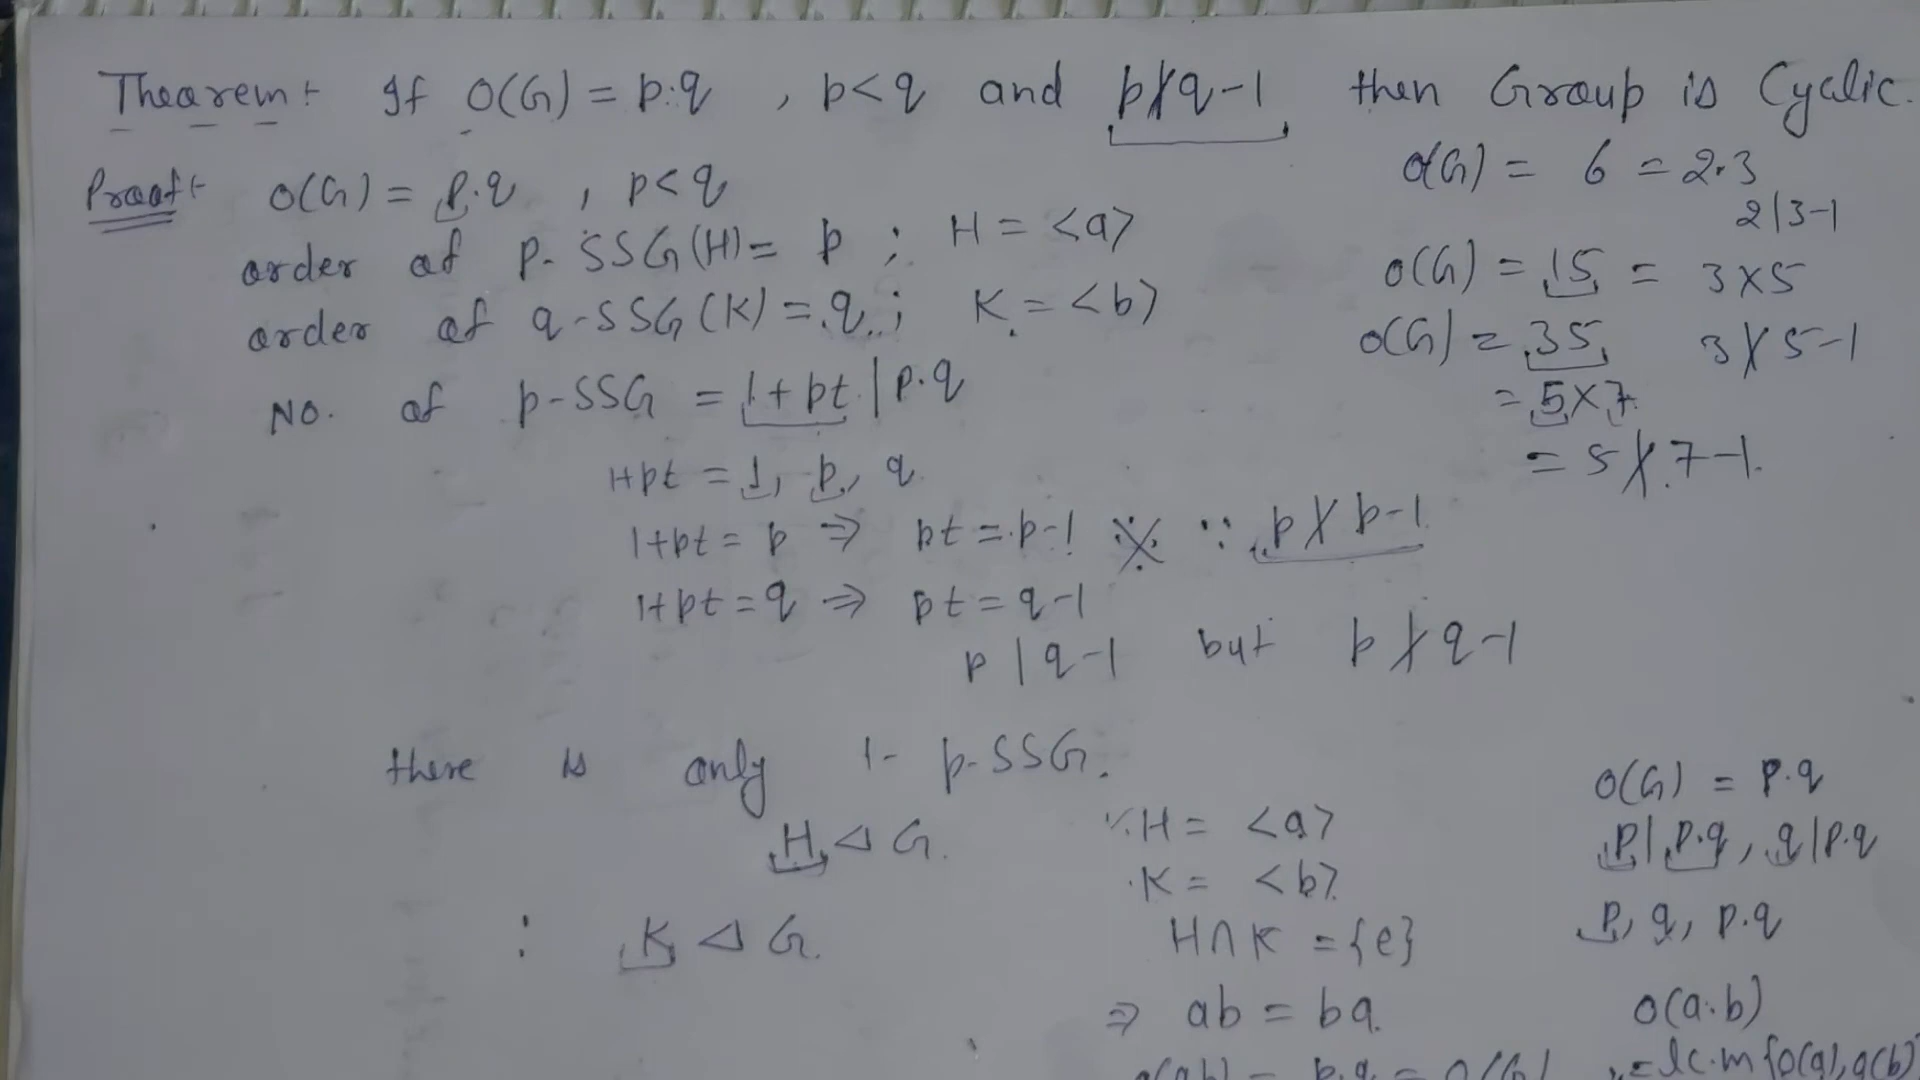 Theorem:- If O(G) = p.q , p<q and p∤q-1 then Group is Cyclic.
Proof:- O(G) = p.q , p<q
order of p-SSG(H) = p ; H = <a>
order of q-SSG(K) = q ; K = <b>
No. of p-SSG = 1+pt | p.q
1+pt = 1, p, q
1+pt = p ⇒ pt = p-1 ※ ∵ p∤p-1
1+pt = q ⇒ pt = q-1
p | q-1 but p∤q-1
there is only 1- p-SSG.
H ⊲ G.
: K ⊲ G.
O(G) = 6 = 2.3
2|3-1
O(G) = 15 = 3×5
O(G) = 35 3∤5-1
= 5×7
= 5∤7-1.
H = <a>
K = <b>
H∩K = {e}
⇒ ab = ba
o(ab) = p.q = O(G)
O(G) = p.q
p|p.q, q|p.q
p, q, p.q
o(a.b)
= lc.m{o(a), o(b)